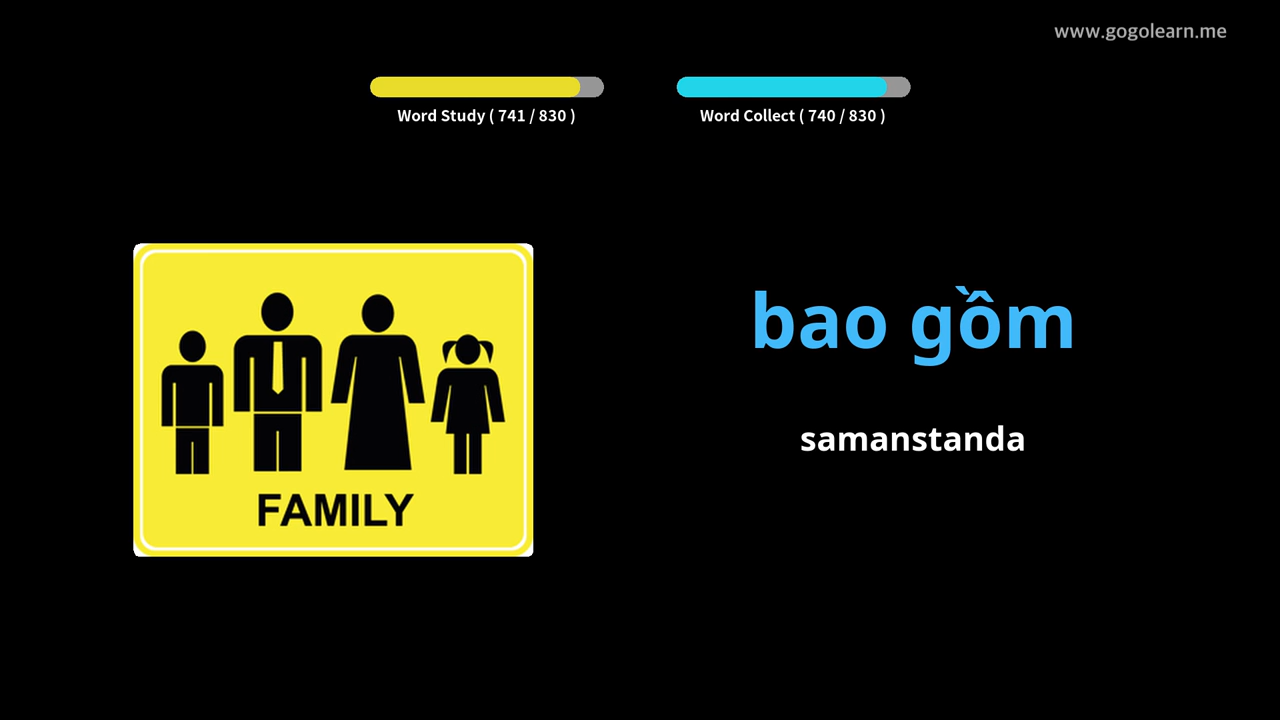 www.gogolearn.me
Word Study ( 741 / 830 )
Word Collect ( 740 / 830 )
bao gồm
samanstanda
FAMILY